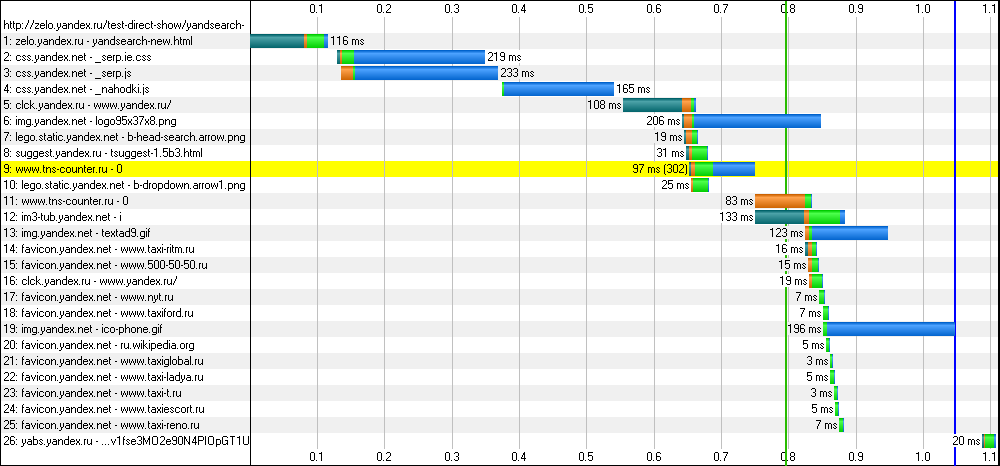 0.1 0.2 0.3 0.4 0.5 0.6 0.7 0.8 0.9 1.0 1.1
http://zelo.yandex.ru/test-direct-show/yandsearch-
1: zelo.yandex.ru - yandsearch-new.html 116 ms
2: css.yandex.net - _serp.ie.css 219 ms
3: css.yandex.net - _serp.js 233 ms
4: css.yandex.net - _nahodki.js 165 ms
5: clck.yandex.ru - www.yandex.ru/ 108 ms
6: img.yandex.net - logo95x37x8.png 206 ms
7: lego.static.yandex.net - b-head-search.arrow.png 19 ms
8: suggest.yandex.ru - tsuggest-1.5b3.html 31 ms
9: www.tns-counter.ru - 0 97 ms (302)
10: lego.static.yandex.net - b-dropdown.arrow1.png 25 ms
11: www.tns-counter.ru - 0 83 ms
12: im3-tub.yandex.net - i 133 ms
13: img.yandex.net - textad9.gif 123 ms
14: favicon.yandex.net - www.taxi-ritm.ru 16 ms
15: favicon.yandex.net - www.500-50-50.ru 15 ms
16: clck.yandex.ru - www.yandex.ru/ 19 ms
17: favicon.yandex.net - www.nyt.ru 7 ms
18: favicon.yandex.net - www.taxiford.ru 7 ms
19: img.yandex.net - ico-phone.gif 196 ms
20: favicon.yandex.net - ru.wikipedia.org 5 ms
21: favicon.yandex.net - www.taxiglobal.ru 3 ms
22: favicon.yandex.net - www.taxi-ladya.ru 5 ms
23: favicon.yandex.net - www.taxi-t.ru 3 ms
24: favicon.yandex.net - www.taxiescort.ru 5 ms
25: favicon.yandex.net - www.taxi-reno.ru 7 ms
26: yabs.yandex.ru - ...v1fse3MO2e90N4PIOpGT1U 20 ms
0.1 0.2 0.3 0.4 0.5 0.6 0.7 0.8 0.9 1.0 1.1